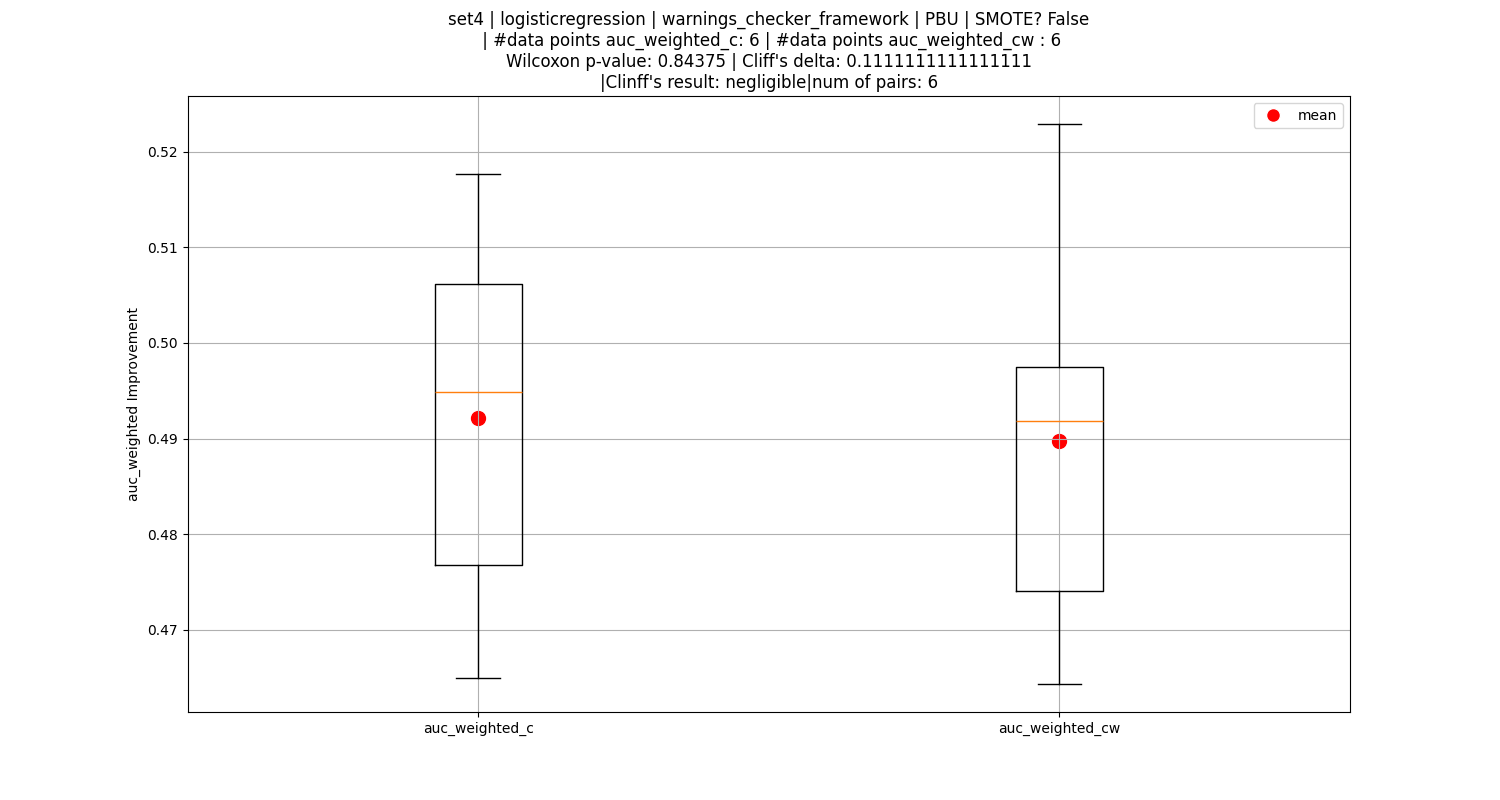 set4 | logisticregression | warnings_checker_framework | PBU | SMOTE? False
| #data points auc_weighted_c: 6 | #data points auc_weighted_cw : 6
Wilcoxon p-value: 0.84375 | Cliff's delta: 0.1111111111111111
|Clinff's result: negligible|num of pairs: 6
mean
0.52
0.51
0.50
0.49
0.48
0.47
auc_weighted Improvement
auc_weighted_c
auc_weighted_cw